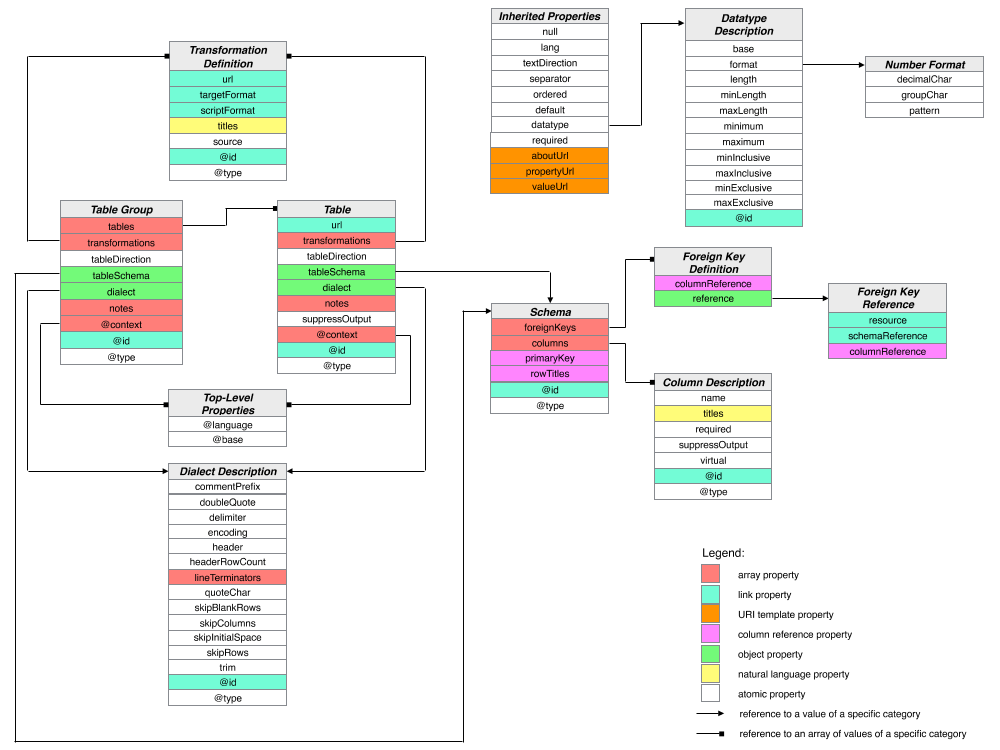 Transformation
Definition
url
targetFormat
scriptFormat
titles
source
@id
@type
Table Group
tables
transformations
tableDirection
tableSchema
dialect
notes
@context
@id
@type
Table
url
transformations
tableDirection
tableSchema
dialect
notes
suppressOutput
@context
@id
@type
Top-Level
Properties
@language
@base
Dialect Description
commentPrefix
doubleQuote
delimiter
encoding
header
headerRowCount
lineTerminators
quoteChar
skipBlankRows
skipColumns
skipInitialSpace
skipRows
trim
@id
@type
Inherited Properties
null
lang
textDirection
separator
ordered
default
datatype
required
aboutUrl
propertyUrl
valueUrl
Datatype
Description
base
format
length
minLength
maxLength
minimum
maximum
minInclusive
maxInclusive
minExclusive
maxExclusive
@id
Number Format
decimalChar
groupChar
pattern
Schema
foreignKeys
columns
primaryKey
rowTitles
@id
@type
Foreign Key
Definition
columnReference
reference
Foreign Key
Reference
resource
schemaReference
columnReference
Column Description
name
titles
required
suppressOutput
virtual
@id
@type
Legend:
array property
link property
URI template property
column reference property
object property
natural language property
atomic property
reference to a value of a specific category
reference to an array of values of a specific category